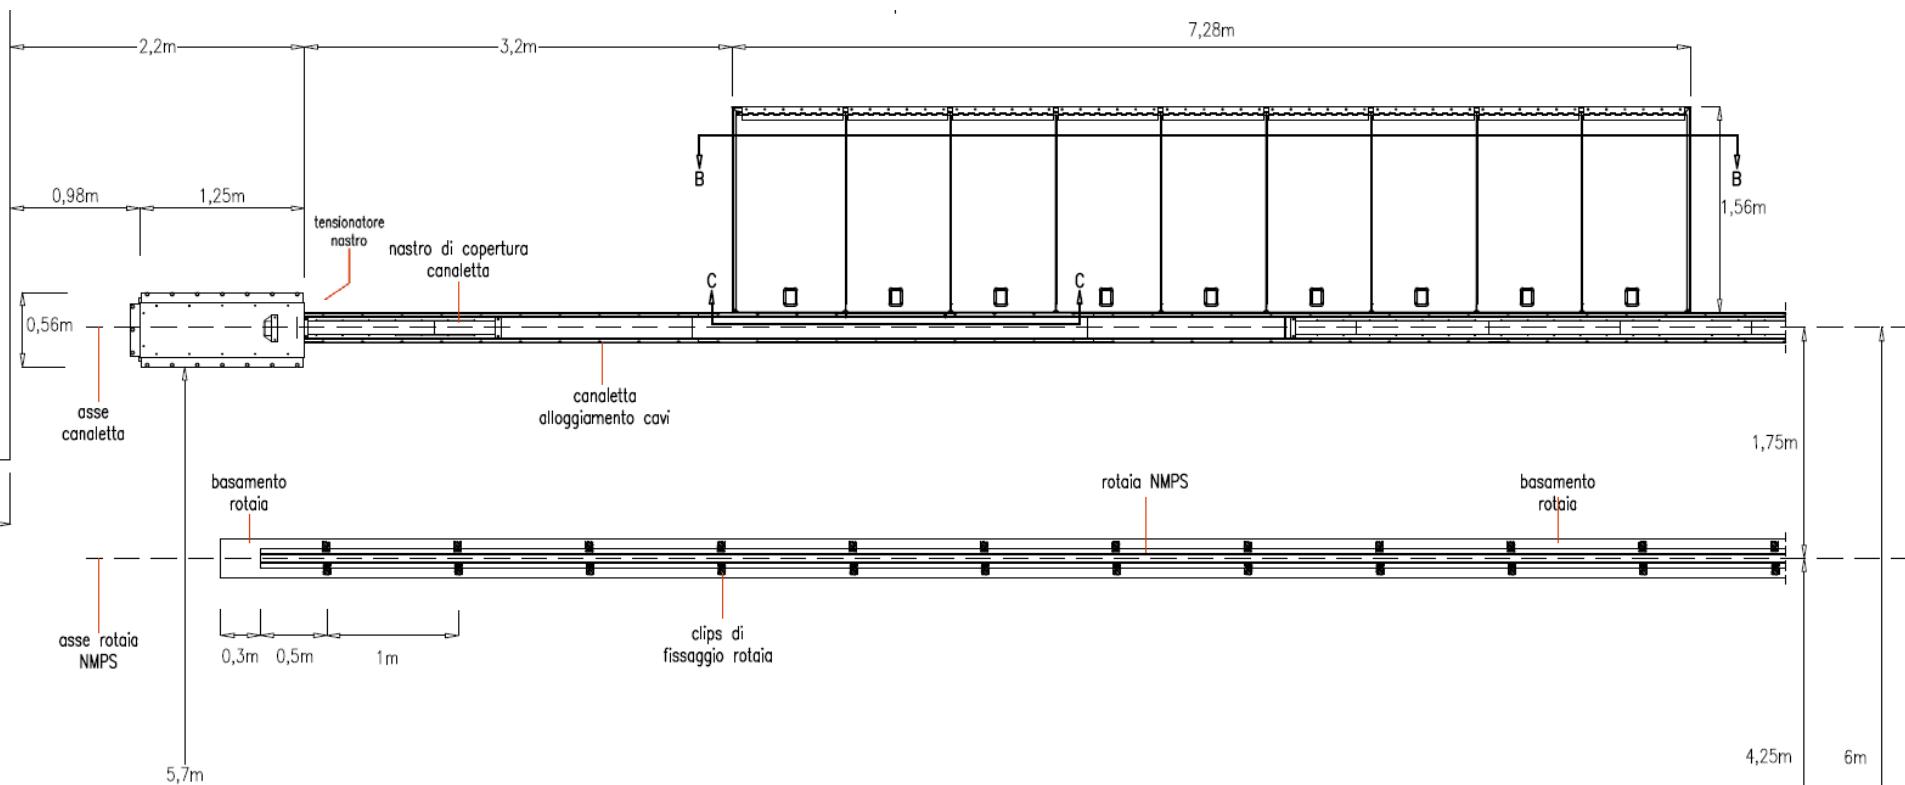 7,28m
2,2m
3,2m
B
B
0,98m
1,25m
1,56m
tensionatore
nastro
nastro di copertura
canaletta
C
C
0,56m
asse
canaletta
canaletta
alloggiamento cavi
1,75m
basamento
rotaia
rotaia NMPS
basamento
rotaia
asse rotaia
NMPS
0,3m
0,5m
1m
clips di
fissaggio rotaia
5,7m
4,25m
6m